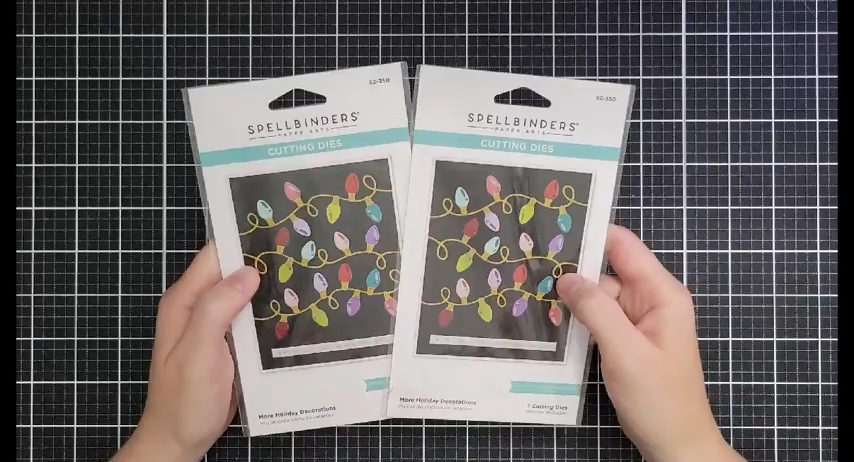 S2-350
SPELLBINDERS®
PAPER ARTS
CUTTING DIES
More Holiday Decorations
S2-350
SPELLBINDERS®
PAPER ARTS
CUTTING DIES
More Holiday Decorations
7 Cutting Dies